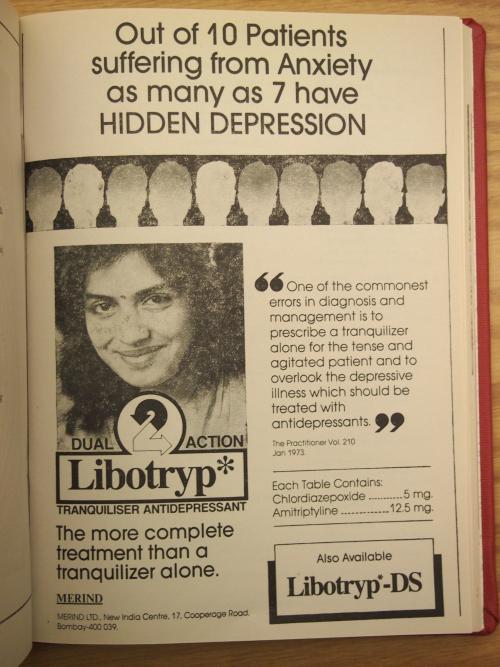 Out of 10 Patients
suffering from Anxiety
as many as 7 have
HIDDEN DEPRESSION
DUAL 2 ACTION
Libotryp*
TRANQUILISER ANTIDEPRESSANT
The more complete
treatment than a
tranquilizer alone.
MERIND
MERIND LTD., New India Centre, 17, Cooperage Road,
Bombay-400 039.
“ One of the commonest
errors in diagnosis and
management is to
prescribe a tranquilizer
alone for the tense and
agitated patient and to
overlook the depressive
illness which should be
treated with
antidepressants. ”
The Practitioner Vol. 210
Jan 1973.
Each Table Contains:
Chlordiazepoxide ..........5 mg.
Amitriptyline ..............12.5 mg.
Also Available
Libotryp*-DS